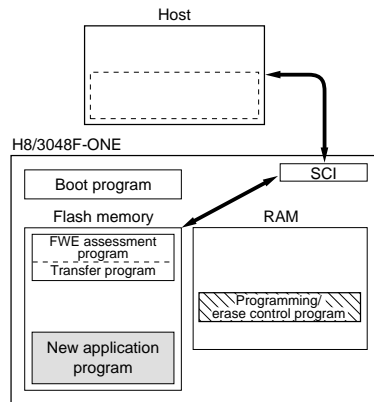 Host
H8/3048F-ONE
SCI
Boot program
Flash memory
RAM
FWE assessment
program
Transfer program
Programming/
erase control program
New application
program